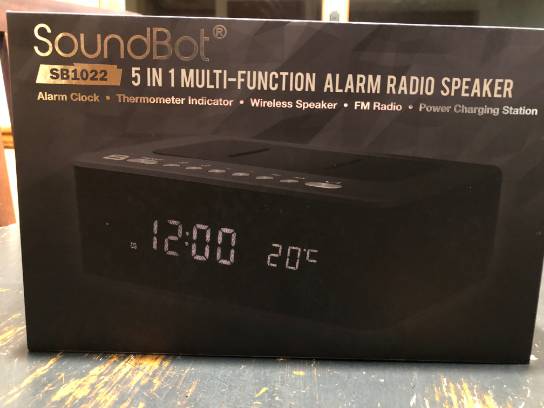 SoundBot®
SB1022 5 IN 1 MULTI-FUNCTION ALARM RADIO SPEAKER
Alarm Clock • Thermometer Indicator • Wireless Speaker • FM Radio • Power Charging Station
12:00 20°C